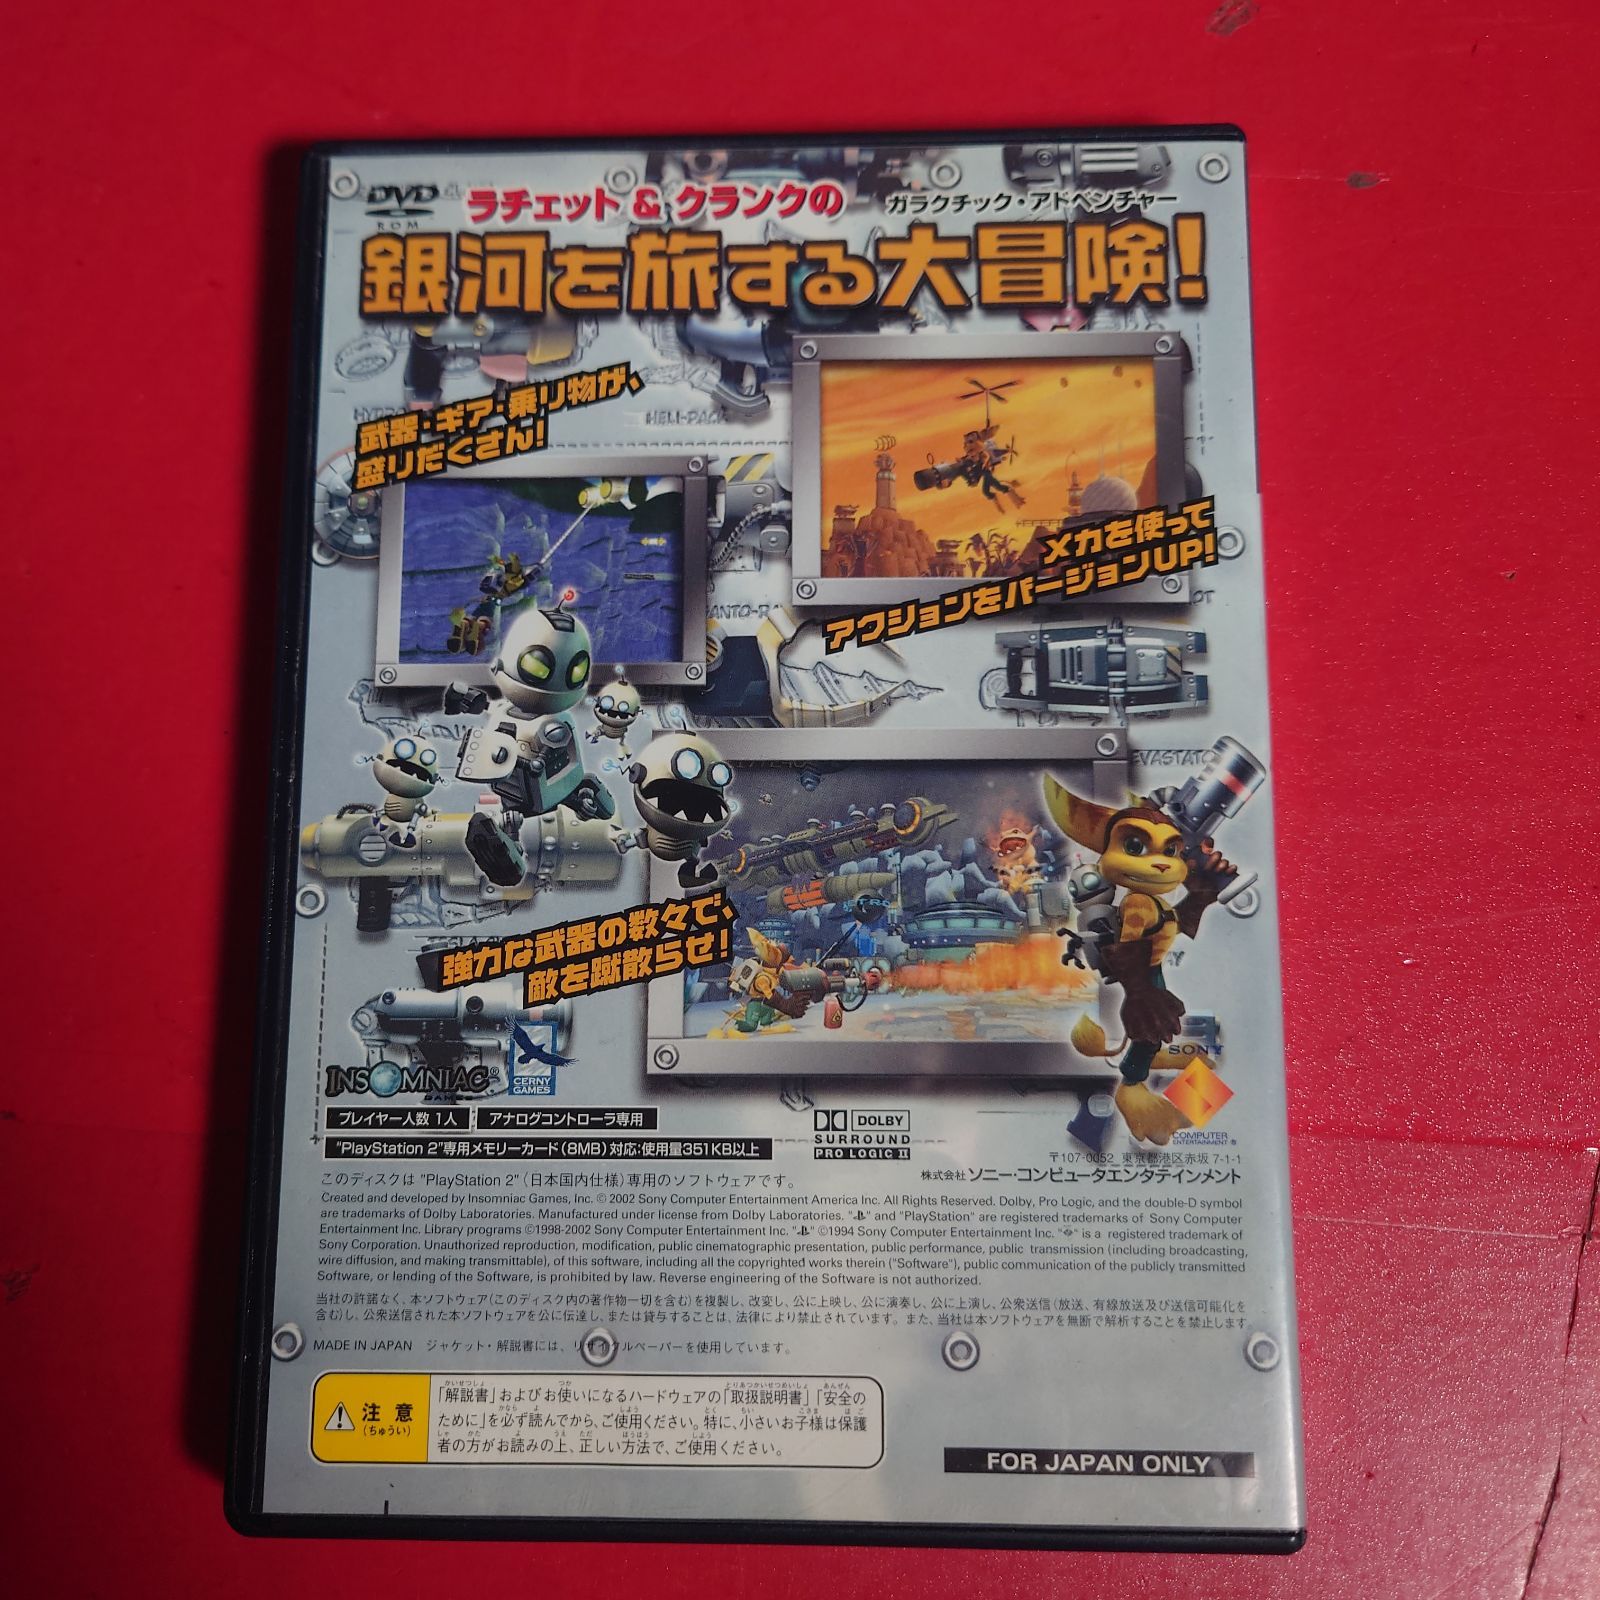 DVD
ROM
ラチェット & クランクの
ガラクチック・アドベンチャー
銀河を旅する大冒険!
武器・ギア・乗り物が、
盛りだくさん!
HELI-PACK
メカを使って
アクションをバージョンUP!
強力な武器の数々で、
敵を蹴散らせ!
INSOMNIAC®
GAMES
CERNY
GAMES
SONY
COMPUTER
ENTERTAINMENT®
プレイヤー人数 1人
アナログコントローラ専用
"PlayStation 2"専用メモリーカード(8MB)対応:使用量351KB以上
DOLBY
SURROUND
PRO LOGIC II
〒107-0052 東京都港区赤坂 7-1-1
株式会社 ソニー・コンピュータエンタテインメント
このディスクは "PlayStation 2"(日本国内仕様)専用のソフトウェアです。
Created and developed by Insomniac Games, Inc. © 2002 Sony Computer Entertainment America Inc. All Rights Reserved. Dolby, Pro Logic, and the double-D symbol
are trademarks of Dolby Laboratories. Manufactured under license from Dolby Laboratories. " " and "PlayStation" are registered trademarks of Sony Computer
Entertainment Inc. Library programs ©1998-2002 Sony Computer Entertainment Inc. " " ©1994 Sony Computer Entertainment Inc. " " is a registered trademark of
Sony Corporation. Unauthorized reproduction, modification, public cinematographic presentation, public performance, public transmission (including broadcasting,
wire diffusion, and making transmittable), of this software, including all the copyrighted works therein ("Software"), public communication of the publicly transmitted
Software, or lending of the Software, is prohibited by law. Reverse engineering of the Software is not authorized.
当社の許諾なく、本ソフトウェア(このディスク内の著作物一切を含む)を複製し、改変し、公に上映し、公に演奏し、公に上演し、公衆送信(放送、有線放送及び送信可能化を
含む)し、公衆送信された本ソフトウェアを公に伝達し、または貸与することは、法律により禁止されています。また、当社は本ソフトウェアを無断で解析することを禁止します。
MADE IN JAPAN ジャケット・解説書には、リサイクルペーパーを使用しています。
注意
(ちゅうい)
「解説書」およびお使いになるハードウェアの「取扱説明書」「安全の
ために」を必ず読んでから、ご使用ください。特に、小さいお子様は保護
者の方がお読みの上、正しい方法で、ご使用ください。
FOR JAPAN ONLY